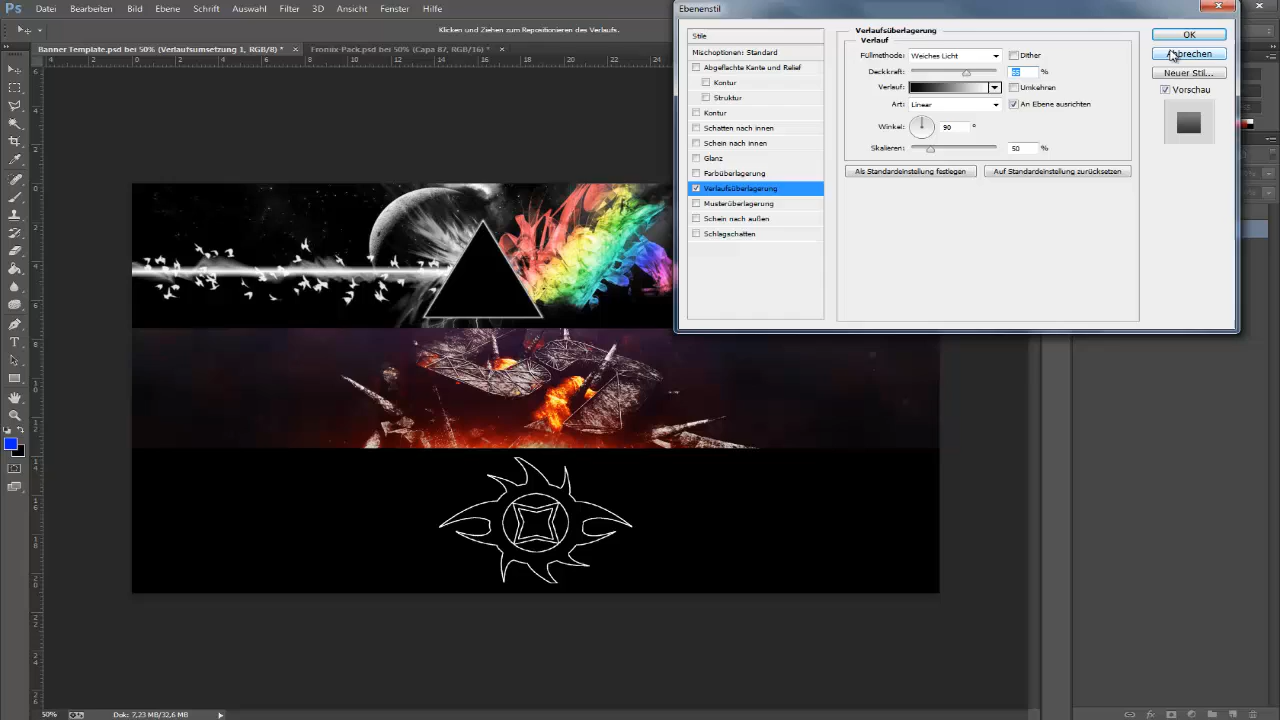 Ps Datei Bearbeiten Bild Ebene Schrift Auswahl Filter 3D Ansicht Fenster Hilfe
Ebenenstil
Klicken und Ziehen zum Repositionieren des Verlaufs.
Banner Template.psd bei 50% (Verlaufsumsetzung 1, RGB/8) * ×
Fronnix-Pack.psd bei 50% (Capa 87, RGB/16) * ×
Stile
Mischoptionen: Standard
Abgeflachte Kante und Relief
Kontur
Struktur
Kontur
Schatten nach innen
Schein nach innen
Glanz
Farbüberlagerung
Verlaufsüberlagerung
Musterüberlagerung
Schein nach außen
Schlagschatten
Verlaufsüberlagerung
Verlauf
Füllmethode: Weiches Licht Dither
Deckkraft: 65 %
Verlauf: Umkehren
Art: Linear An Ebene ausrichten
Winkel: 90 °
Skalieren: 50 %
Als Standardeinstellung festlegen Auf Standardeinstellung zurücksetzen
OK
Abbrechen
Neuer Stil...
Vorschau
50% Dok: 7,23 MB/32,6 MB